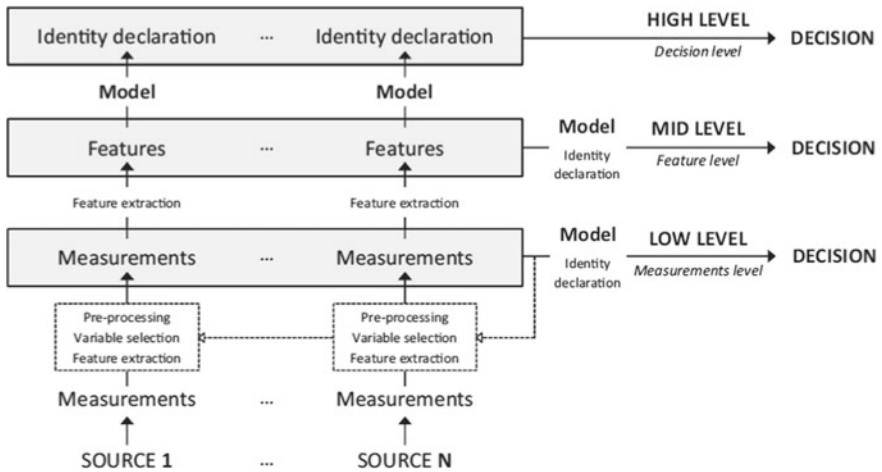 Identity declaration ... Identity declaration
HIGH LEVEL
Decision level
DECISION
Model Model
Features ... Features
Model
Identity
declaration
MID LEVEL
Feature level
DECISION
Feature extraction Feature extraction
Measurements ... Measurements
Model
Identity
declaration
LOW LEVEL
Measurements level
DECISION
Pre-processing
Variable selection
Feature extraction
Pre-processing
Variable selection
Feature extraction
Measurements ... Measurements
SOURCE 1 ... SOURCE N